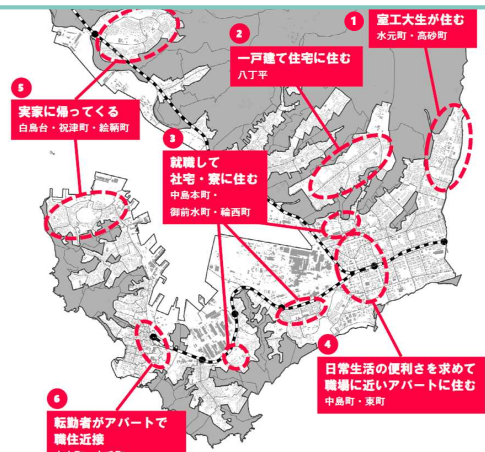 1
室工大生が住む
水元町・高砂町
2
一戸建て住宅に住む
八丁平
3
就職して
社宅・寮に住む
中島本町・
御前水町・輪西町
4
日常生活の便利さを求めて
職場に近いアパートに住む
中島町・東町
5
実家に帰ってくる
白鳥台・祝津町・絵鞆町
6
転勤者がアパートで
職住近接